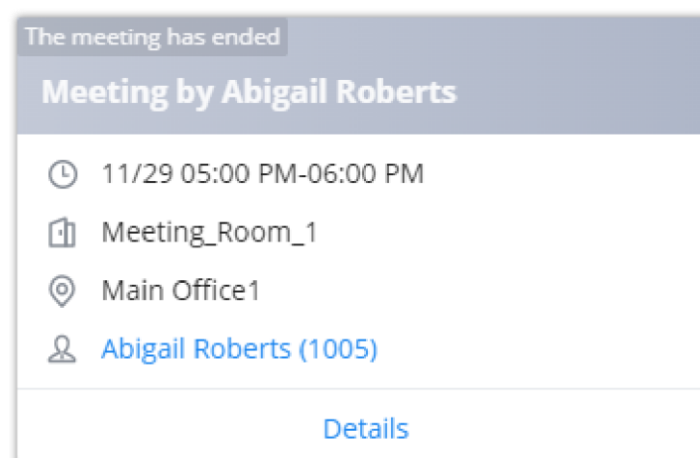 The meeting has ended
Meeting by Abigail Roberts
11/29 05:00 PM-06:00 PM
Meeting_Room_1
Main Office1
Abigail Roberts (1005)
Details